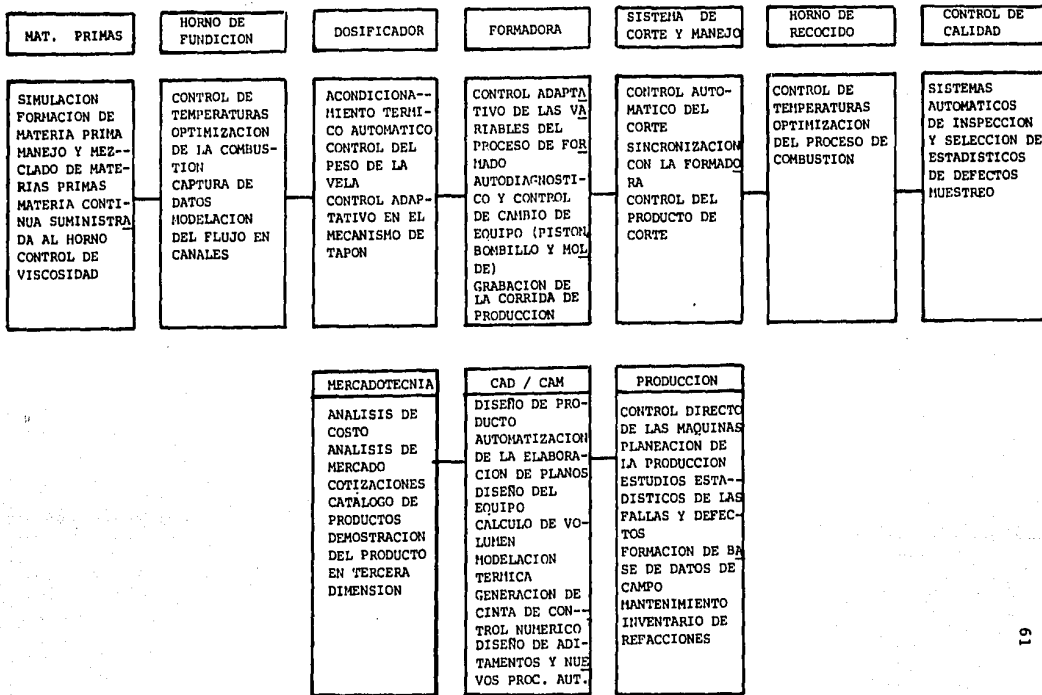 MAT. PRIMAS
HORNO DE
FUNDICION
DOSIFICADOR
FORMADORA
SISTEMA DE
CORTE Y MANEJO
HORNO DE
RECOCIDO
CONTROL DE
CALIDAD
SIMULACION
FORMACION DE
MATERIA PRIMA
MANEJO Y MEZ--
CLADO DE MATE-
RIAS PRIMAS
MATERIA CONTI-
NUA SUMINISTRA
DA AL HORNO
CONTROL DE
VISCOSIDAD
CONTROL DE
TEMPERATURAS
OPTIMIZACION
DE LA COMBUS-
TION
CAPTURA DE
DATOS
MODELACION
DEL FLUJO EN
CANALES
ACONDICIONA--
MIENTO TERMI-
CO AUTOMATICO
CONTROL DEL
PESO DE LA
VELA
CONTROL ADAP-
TATIVO EN EL
MECANISMO DE
TAPON
CONTROL ADAPTA
TIVO DE LAS VA
RIABLES DEL
PROCESO DE FOR
MADO
AUTODIAGNOSTI-
CO Y CONTROL
DE CAMBIO DE
EQUIPO (PISTON,
BOMBILLO Y MOL
DE)
GRABACION DE
LA CORRIDA DE
PRODUCCION
CONTROL AUTO-
MATICO DEL
CORTE
SINCRONIZACION
CON LA FORMADO
RA
CONTROL DEL
PRODUCTO DE
CORTE
CONTROL DE
TEMPERATURAS
OPTIMIZACION
DEL PROCESO DE
COMBUSTION
SISTEMAS
AUTOMATICOS
DE INSPECCION
Y SELECCION DE
ESTADISTICOS
DE DEFECTOS
MUESTREO
MERCADOTECNIA
ANALISIS DE
COSTO
ANALISIS DE
MERCADO
COTIZACIONES
CATALOGO DE
PRODUCTOS
DEMOSTRACION
DEL PRODUCTO
EN TERCERA
DIMENSION
CAD / CAM
DISEÑO DE PRO-
DUCTO
AUTOMATIZACION
DE LA ELABORA-
CION DE PLANOS
DISEÑO DEL
EQUIPO
CALCULO DE VO-
LUMEN
MODELACION
TERMICA
GENERACION DE
CINTA DE CON--
TROL NUMERICO
DISEÑO DE ADI-
TAMENTOS Y NUE
VOS PROC. AUT.
PRODUCCION
CONTROL DIRECTO
DE LAS MAQUINAS
PLANEACION DE
LA PRODUCCION
ESTUDIOS ESTA--
DISTICOS DE LAS
FALLAS Y DEFEC-
TOS
FORMACION DE BA
SE DE DATOS DE
CAMPO
MANTENIMIENTO
INVENTARIO DE
REFACCIONES
61